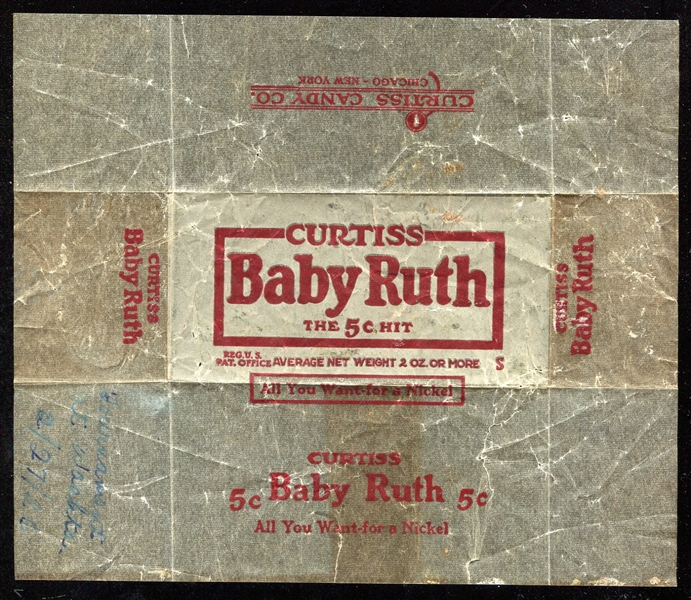 CHICAGO - NEW YORK
CURTISS CANDY CO.
CURTISS
Baby Ruth
CURTISS
Baby Ruth
THE 5c HIT
REG. U.S.
PAT. OFFICE AVERAGE NET WEIGHT 2 OZ. OR MORE S
CURTISS
Baby Ruth
All You Want-for a Nickel
CURTISS
5c Baby Ruth 5c
All You Want-for a Nickel